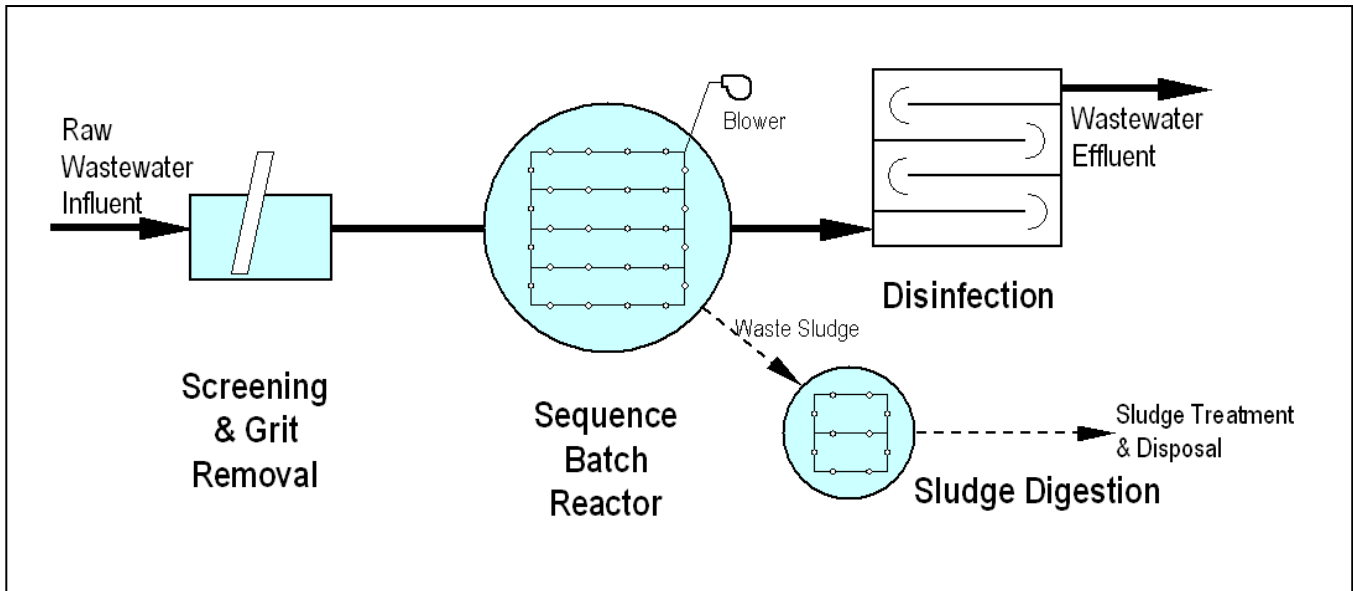 Raw
Wastewater
Influent
Blower
Wastewater
Effluent
Disinfection
Waste Sludge
Screening
& Grit
Removal
Sequence
Batch
Reactor
Sludge Treatment
& Disposal
Sludge Digestion